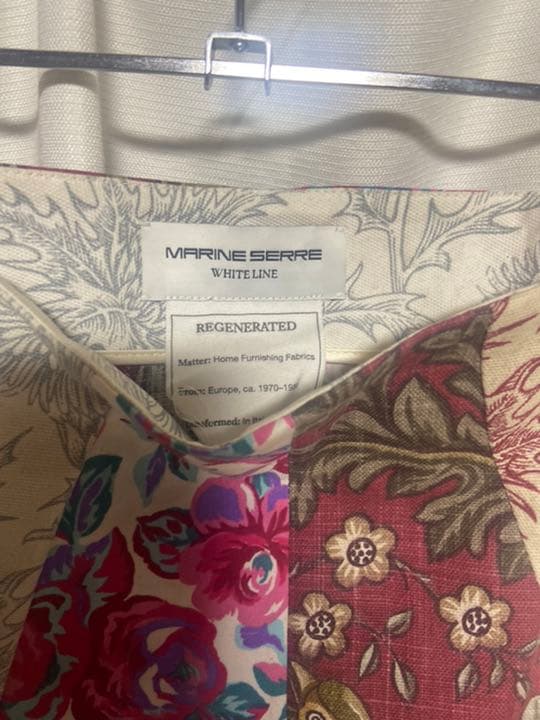 MARINE SERRE
WHITE LINE
REGENERATED
Matter: Home Furnishing Fabrics
From: Europe, ca. 1970–